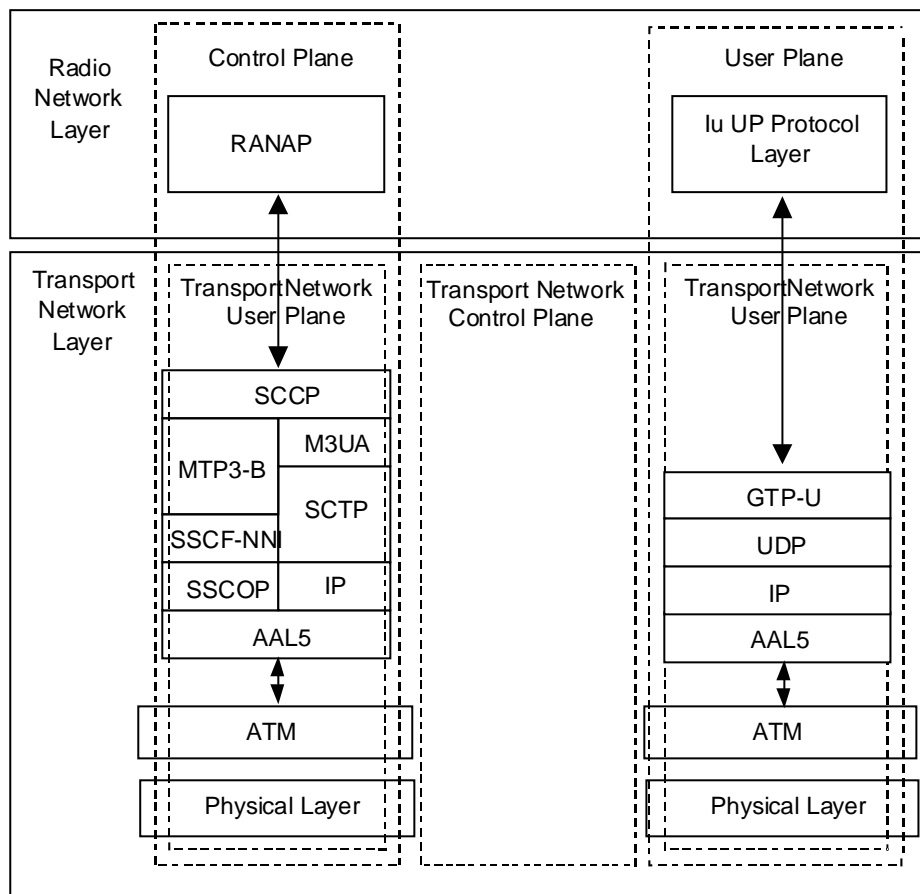 Control Plane
User Plane
Radio
Network
Layer
RANAP
Iu UP Protocol
Layer
Transport
Network
Layer
TransportNetwork
User Plane
Transport Network
Control Plane
TransportNetwork
User Plane
SCCP
MTP3-B
M3UA
SCTP
SSCF-NNI
SSCOP
IP
AAL5
GTP-U
UDP
IP
AAL5
ATM
ATM
Physical Layer
Physical Layer